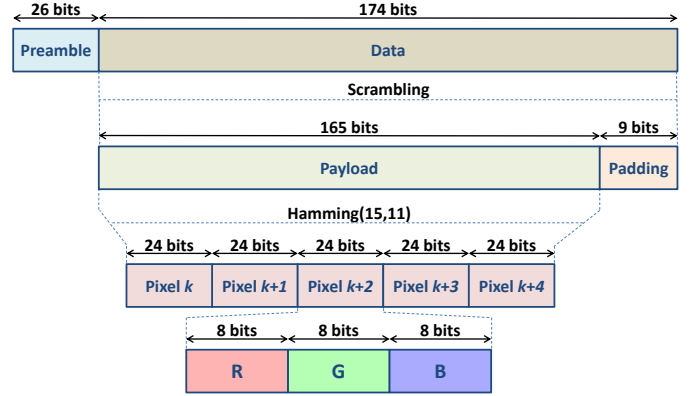 26 bits 174 bits
Preamble Data
Scrambling
165 bits 9 bits
Payload Padding
Hamming(15,11)
24 bits 24 bits 24 bits 24 bits 24 bits
Pixel k Pixel k+1 Pixel k+2 Pixel k+3 Pixel k+4
8 bits 8 bits 8 bits
R G B